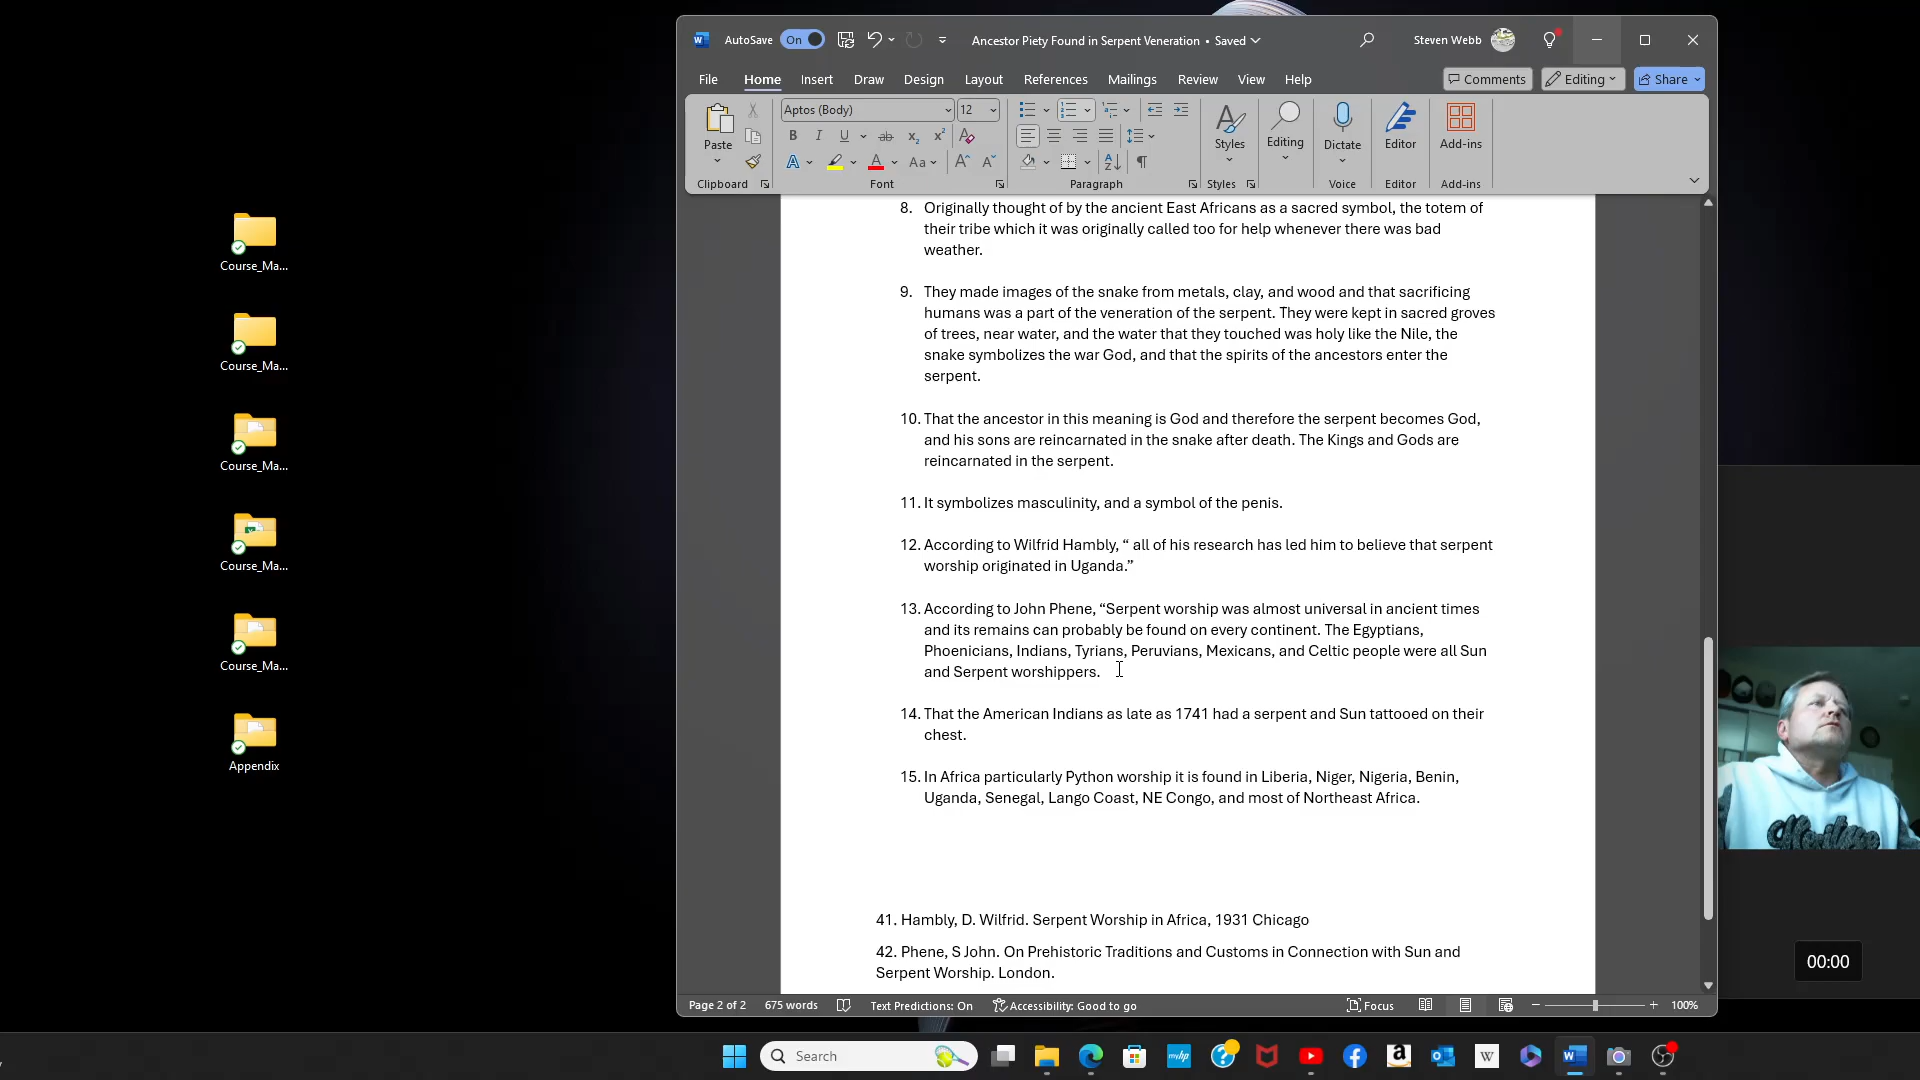 AutoSave On Ancestor Piety Found in Serpent Veneration • Saved Steven Webb
File Home Insert Draw Design Layout References Mailings Review View Help Comments Editing Share
Aptos (Body) 12
Paste Styles Editing Dictate Editor Add-ins
Clipboard Font Paragraph Styles Voice Editor Add-ins
8. Originally thought of by the ancient East Africans as a sacred symbol, the totem of
their tribe which it was originally called too for help whenever there was bad
weather.
9. They made images of the snake from metals, clay, and wood and that sacrificing
humans was a part of the veneration of the serpent. They were kept in sacred groves
of trees, near water, and the water that they touched was holy like the Nile, the
snake symbolizes the war God, and that the spirits of the ancestors enter the
serpent.
10. That the ancestor in this meaning is God and therefore the serpent becomes God,
and his sons are reincarnated in the snake after death. The Kings and Gods are
reincarnated in the serpent.
11. It symbolizes masculinity, and a symbol of the penis.
12. According to Wilfrid Hambly, “ all of his research has led him to believe that serpent
worship originated in Uganda.”
13. According to John Phene, “Serpent worship was almost universal in ancient times
and its remains can probably be found on every continent. The Egyptians,
Phoenicians, Indians, Tyrians, Peruvians, Mexicans, and Celtic people were all Sun
and Serpent worshippers.
14. That the American Indians as late as 1741 had a serpent and Sun tattooed on their
chest.
15. In Africa particularly Python worship it is found in Liberia, Niger, Nigeria, Benin,
Uganda, Senegal, Lango Coast, NE Congo, and most of Northeast Africa.
41. Hambly, D. Wilfrid. Serpent Worship in Africa, 1931 Chicago
42. Phene, S John. On Prehistoric Traditions and Customs in Connection with Sun and
Serpent Worship. London.
Page 2 of 2 675 words Text Predictions: On Accessibility: Good to go Focus 100%
Course_Ma...
Course_Ma...
Course_Ma...
Course_Ma...
Course_Ma...
Appendix
00:00
Search